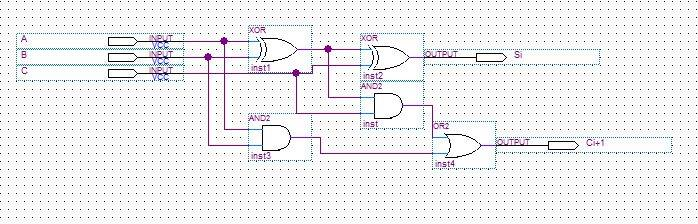 XOR
XOR
A
INPUT
VCC
B
INPUT
VCC
OUTPUT
Si
C
INPUT
VCC
inst1
inst2
AND2
AND2
inst
OR2
OUTPUT
Ci+1
inst3
inst4